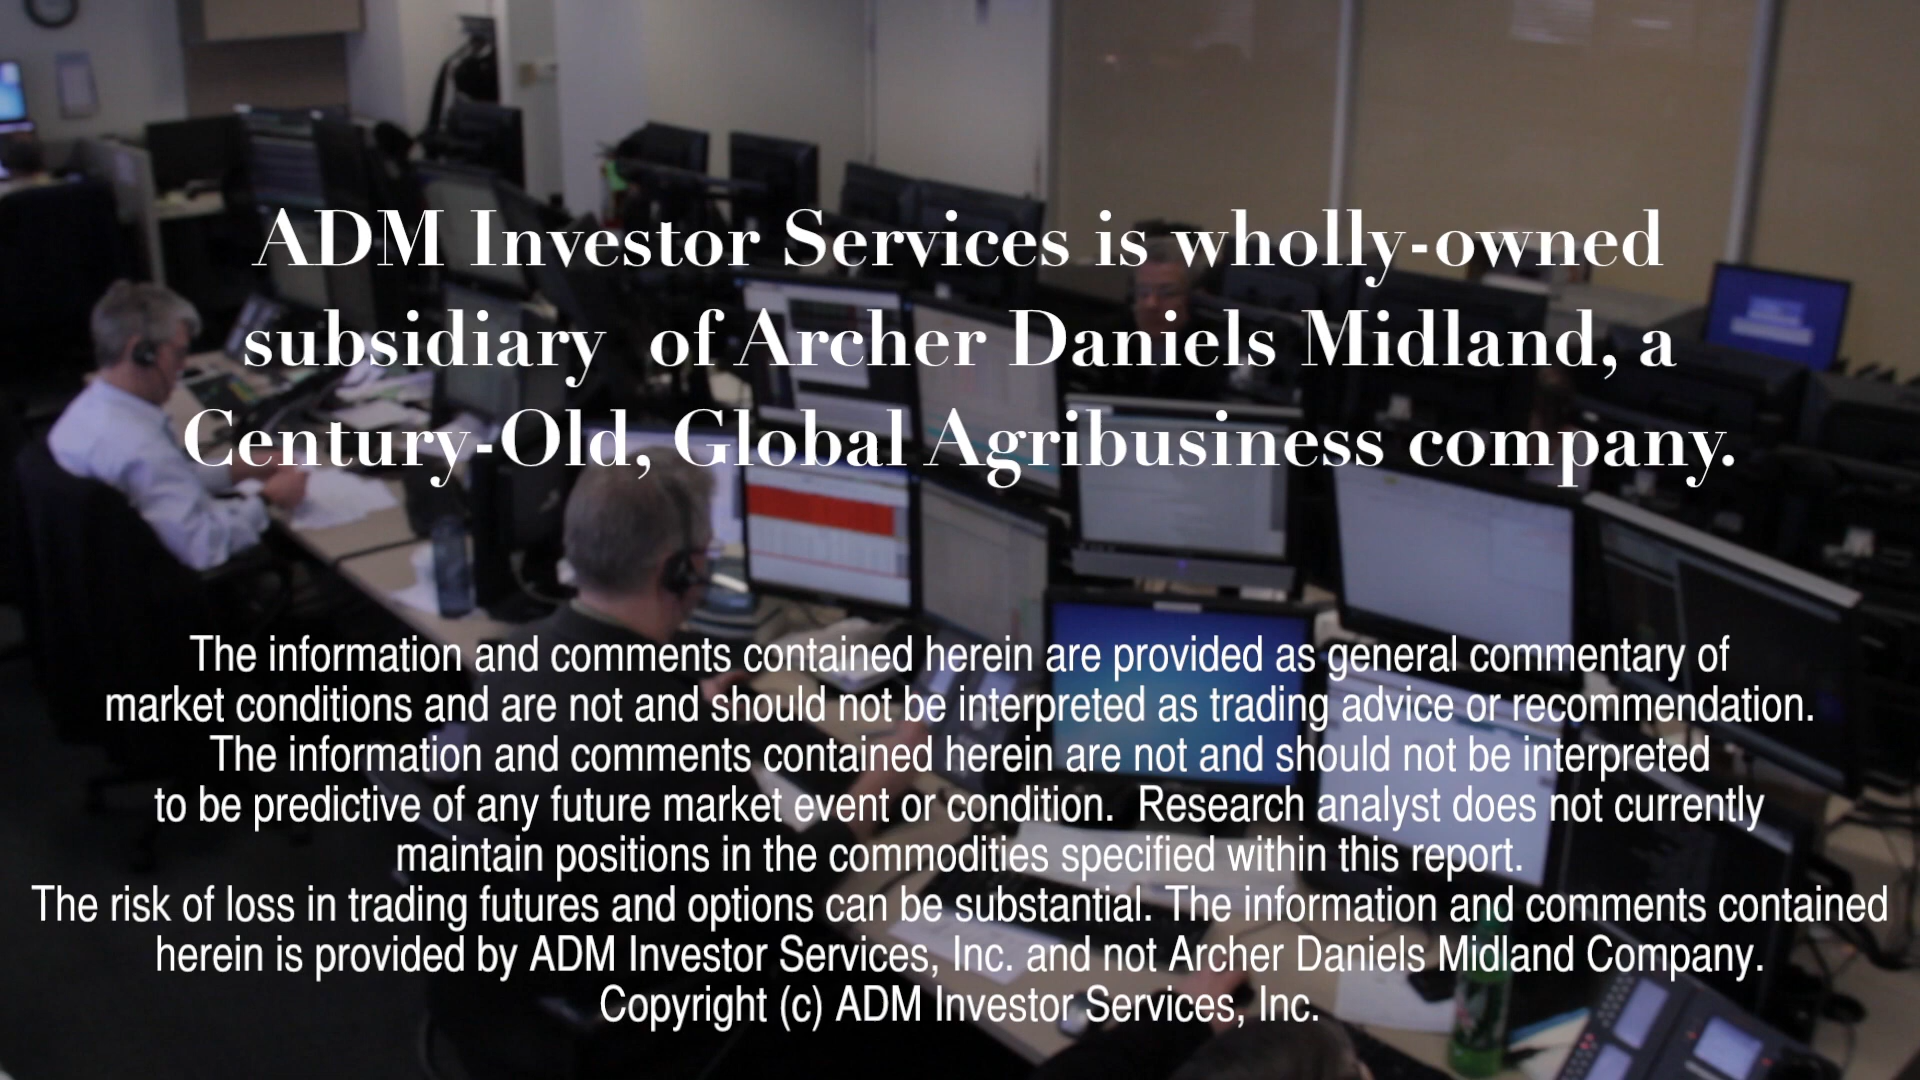 ADM Investor Services is wholly-owned
subsidiary of Archer Daniels Midland, a
Century-Old, Global Agribusiness company.
The information and comments contained herein are provided as general commentary of
market conditions and are not and should not be interpreted as trading advice or recommendation.
The information and comments contained herein are not and should not be interpreted
to be predictive of any future market event or condition. Research analyst does not currently
maintain positions in the commodities specified within this report.
The risk of loss in trading futures and options can be substantial. The information and comments contained
herein is provided by ADM Investor Services, Inc. and not Archer Daniels Midland Company.
Copyright (c) ADM Investor Services, Inc.